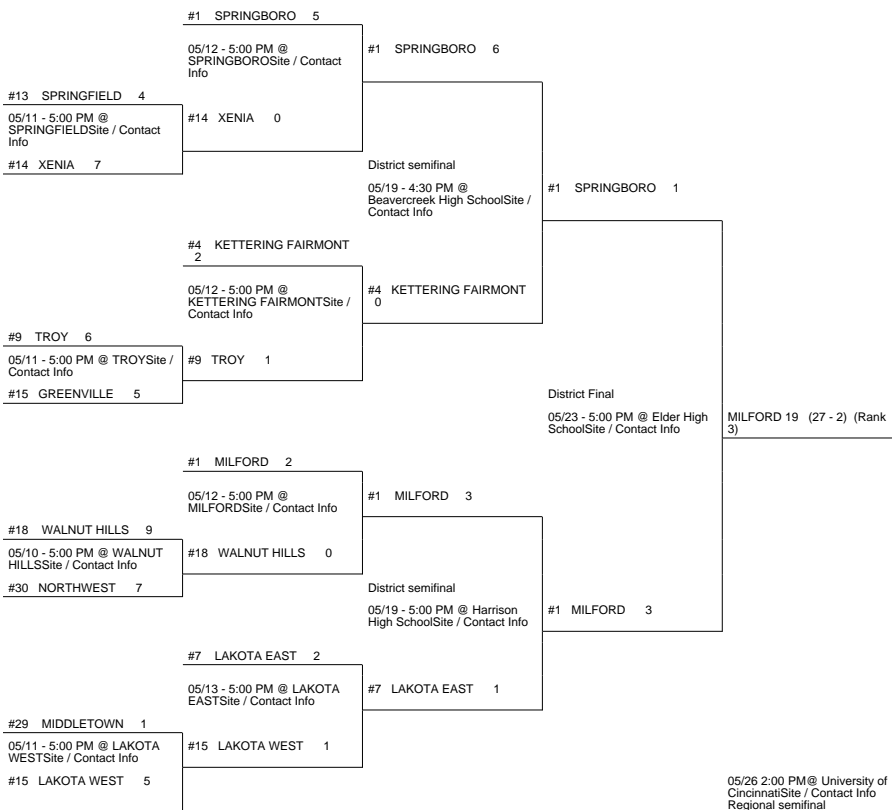 #1 SPRINGBORO 5
05/12 - 5:00 PM @
SPRINGBOROSite / Contact
Info
#1 SPRINGBORO 6
#13 SPRINGFIELD 4
05/11 - 5:00 PM @
SPRINGFIELDSite / Contact
Info
#14 XENIA 0
#14 XENIA 7
District semifinal
05/19 - 4:30 PM @
Beavercreek High SchoolSite /
Contact Info
#1 SPRINGBORO 1
#4 KETTERING FAIRMONT
2
05/12 - 5:00 PM @
KETTERING FAIRMONTSite /
Contact Info
#4 KETTERING FAIRMONT
0
#9 TROY 6
05/11 - 5:00 PM @ TROYSite /
Contact Info
#9 TROY 1
#15 GREENVILLE 5
District Final
05/23 - 5:00 PM @ Elder High
SchoolSite / Contact Info
MILFORD 19 (27 - 2) (Rank
3)
#1 MILFORD 2
05/12 - 5:00 PM @
MILFORDSite / Contact Info
#1 MILFORD 3
#18 WALNUT HILLS 9
05/10 - 5:00 PM @ WALNUT
HILLSSite / Contact Info
#18 WALNUT HILLS 0
#30 NORTHWEST 7
District semifinal
05/19 - 5:00 PM @ Harrison
High SchoolSite / Contact Info
#1 MILFORD 3
#7 LAKOTA EAST 2
05/13 - 5:00 PM @ LAKOTA
EASTSite / Contact Info
#7 LAKOTA EAST 1
#29 MIDDLETOWN 1
05/11 - 5:00 PM @ LAKOTA
WESTSite / Contact Info
#15 LAKOTA WEST 1
#15 LAKOTA WEST 5
05/26 2:00 PM@ University of
CincinnatiSite / Contact Info
Regional semifinal